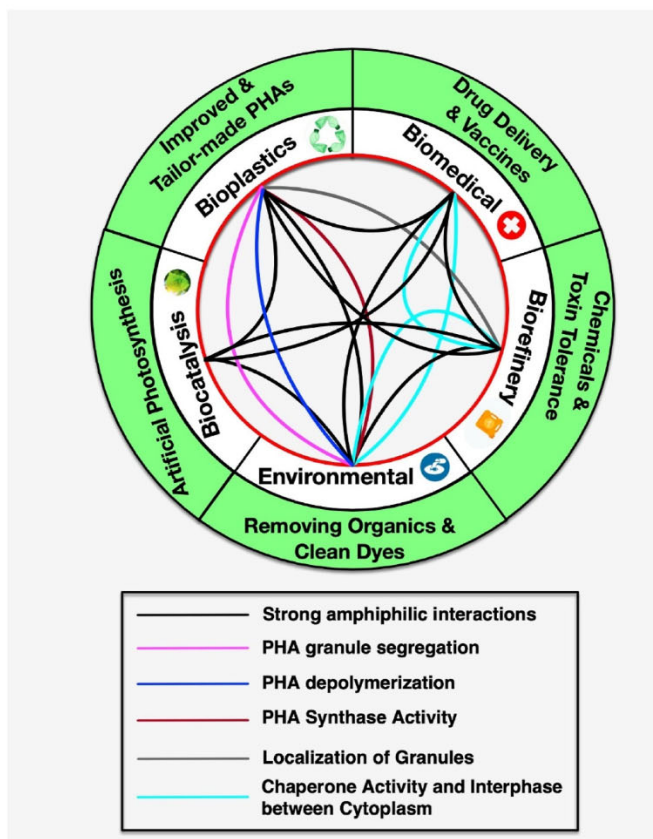 Improved &
Tailor-made PHAs
Drug Delivery
& Vaccines
Bioplastics
Biomedical
Artificial Photosynthesis
Biocatalysis
Biorefinery
Chemicals &
Toxin Tolerance
Environmental
Removing Organics &
Clean Dyes
Strong amphiphilic interactions
PHA granule segregation
PHA depolymerization
PHA Synthase Activity
Localization of Granules
Chaperone Activity and Interphase
between Cytoplasm